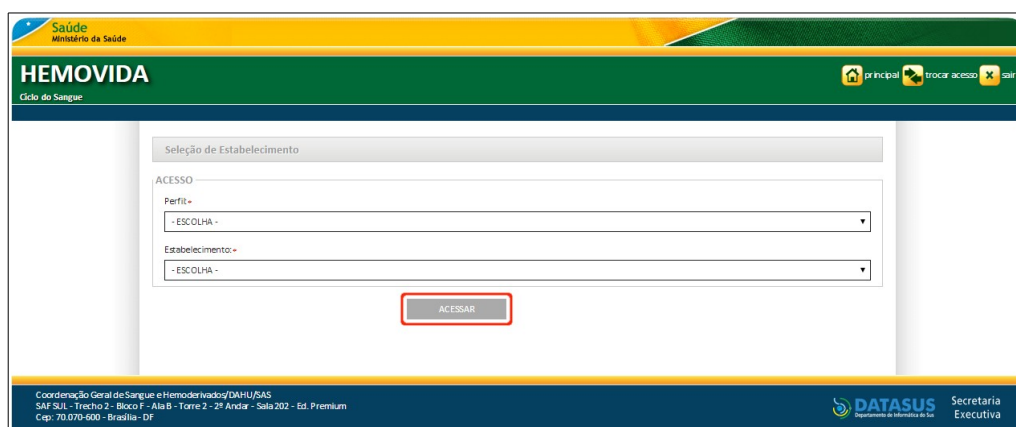 Saúde
Ministério da Saúde
HEMOVIDA
Ciclo do Sangue
principal trocar acesso sair
Seleção de Estabelecimento
ACESSO
Perfil:*
- ESCOLHA -
Estabelecimento:*
- ESCOLHA -
ACESSAR
Coordenação Geral de Sangue e Hemoderivados/DAHU/SAS
SAF SUL - Trecho 2 - Bloco F - Ala B - Torre 2 - 2º Andar - Sala 202 - Ed. Premium
Cep: 70.070-600 - Brasília - DF
DATASUS
Departamento de Informática do Sus
Secretaria
Executiva